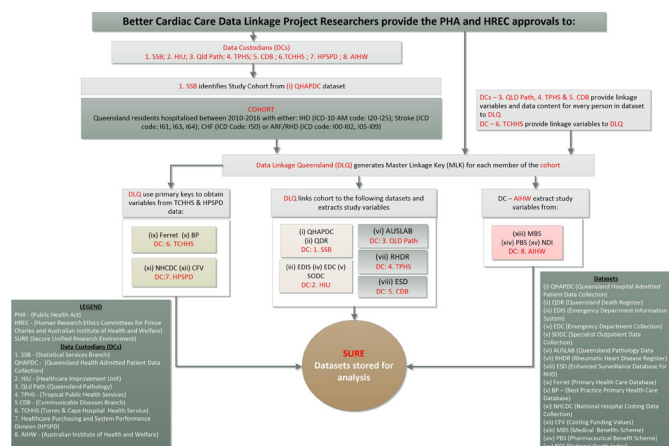 Better Cardiac Care Data Linkage Project Researchers provide the PHA and HREC approvals to:
Data Custodians (DCs)
1. SSB; 2. HIU; 3. Qld Path; 4. TPHS; 5. CDB ; 6.TCHHS ; 7. HPSPD ; 8. AIHW
1. SSB identifies Study Cohort from (i) QHAPDC dataset
COHORT
Queensland residents hospitalised between 2010-2016 with either: IHD (ICD-10-AM code: I20-I25); Stroke (ICD
code: I61, I63, I64); CHF (ICD Code: I50) or ARF/RHD (ICD code: I00-I02, I05-I09)
DCs – 3. QLD Path, 4. TPHS & 5. CDB provide linkage
variables and data content for every person in dataset
to DLQ
DC – 6. TCHHS provide linkage variables to DLQ
Data Linkage Queensland (DLQ) generates Master Linkage Key (MLK) for each member of the cohort
DLQ use primary keys to obtain
variables from TCHHS & HPSPD
data:
(ix) Ferret (x) BP
DC: 6. TCHHS
(xi) NHCDC (xii) CFV
DC:7. HPSPD
DLQ links cohort to the following datasets and
extracts study variables
(i) QHAPDC
(ii) QDR
DC: 1. SSB
(iii) EDIS (iv) EDC (v)
SODC
DC:2. HIU
(vi) AUSLAB
DC: 3. QLD Path
(vii) RHDR
DC: 4. TPHS
(viii) ESD
DC: 5. CDB
DC – AIHW extract study
variables from:
(xiii) MBS
(xiv) PBS (xv) NDI
DC: 8. AIHW
SURE
Datasets stored for
analysis
LEGEND
PHA - (Public Health Act)
HREC - (Human Research Ethics Committees for Prince
Charles and Australian Institute of Health and Welfare)
SURE (Secure Unified Research Environment)
Data Custodians (DCs)
1. SSB - (Statistical Services Branch)
QHAPDC - (Queensland Health Admitted Patient Data
Collection)
2. HIU - (Healthcare Improvement Unit)
3. QLd Path (Queensland Pathology)
4. TPHS - (Tropical Public Health Services)
5.CDB - (Communicable Diseases Branch)
6. TCHHS (Torres & Cape Hospital Health Service)
7. Healthcare Purchasing and System Performance
Division (HPSPD)
8. AIHW - (Australian Institute of Health and Welfare)
Datasets
(i) QHAPDC (Queensland Hospital Admitted
Patient Data Collection)
(ii) QDR (Queensland Death Register)
(iii) EDIS (Emergency Department Information
System)
(iv) EDC (Emergency Department Collection)
(v) SODC (Specialist Outpatient Data
Collection)
(vi) AUSLAB (Queensland Pathology Data)
(vii) RHDR (Rheumatic Heart Disease Register)
(viii) ESD (Enhanced Surveillance Database for
RHD)
(ix) Ferret (Primary Health Care Database)
(x) BP – (Best Practice Primary Health Care
Database)
(xi) NHCDC (National Hospital Costing Data
Collection)
(xii) CFV (Costing Funding Values)
(xiii) MBS (Medical Benefits Scheme)
(xiv) PBS (Pharmaceutical Benefit Scheme)